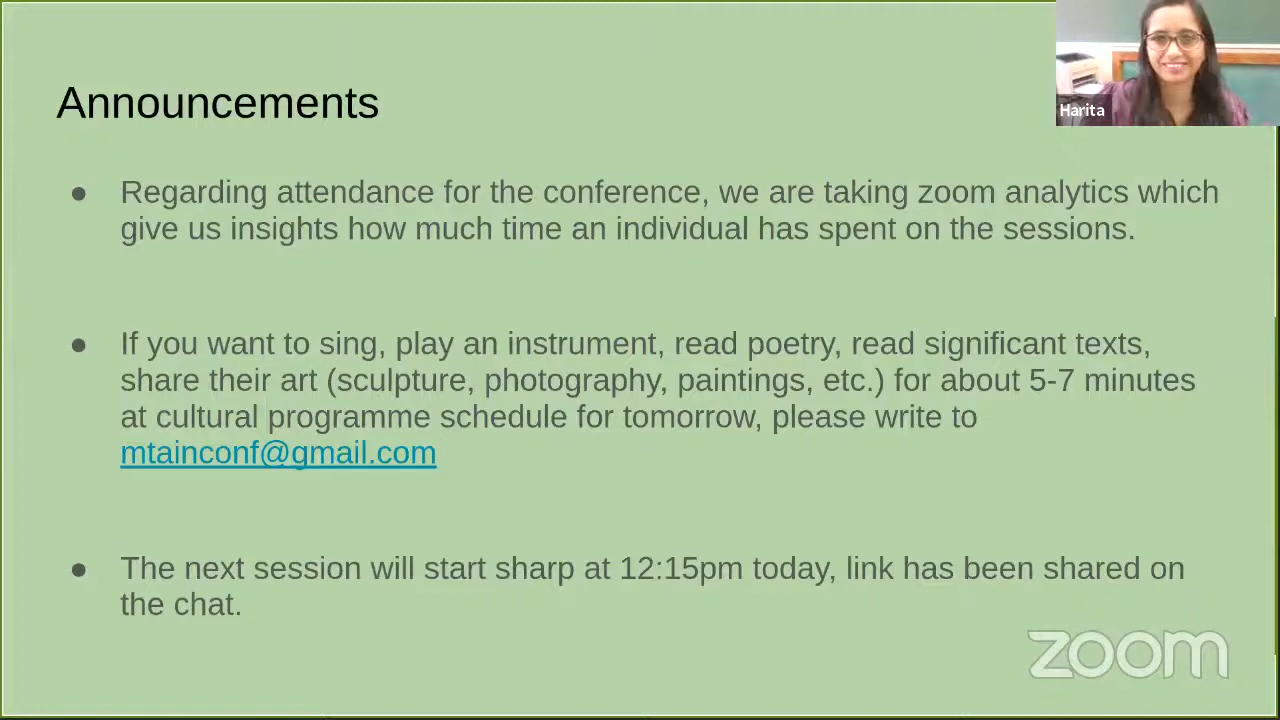 Harita
Announcements
● Regarding attendance for the conference, we are taking zoom analytics which
give us insights how much time an individual has spent on the sessions.
● If you want to sing, play an instrument, read poetry, read significant texts,
share their art (sculpture, photography, paintings, etc.) for about 5-7 minutes
at cultural programme schedule for tomorrow, please write to
mtainconf@gmail.com
● The next session will start sharp at 12:15pm today, link has been shared on
the chat.
zoom